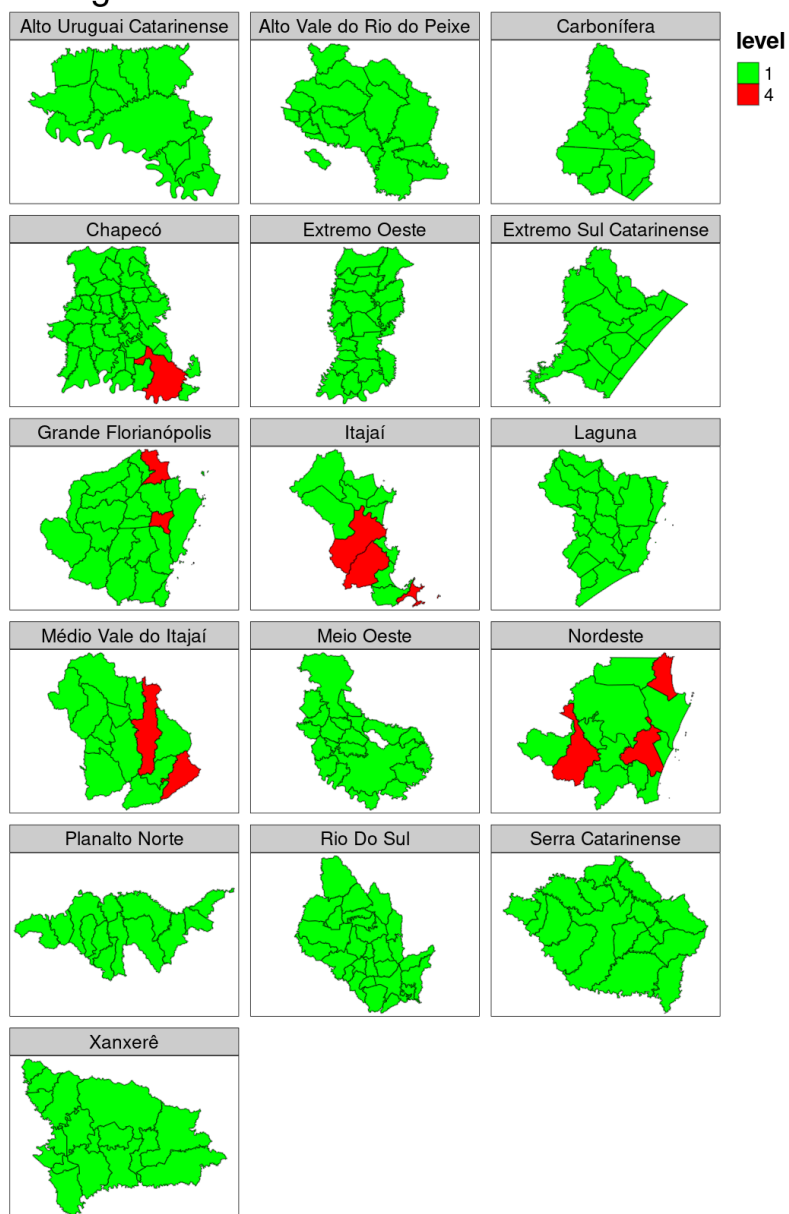 Alto Uruguai Catarinense
Alto Vale do Rio do Peixe
Carbonífera
level
1
4
Chapecó
Extremo Oeste
Extremo Sul Catarinense
Grande Florianópolis
Itajaí
Laguna
Médio Vale do Itajaí
Meio Oeste
Nordeste
Planalto Norte
Rio Do Sul
Serra Catarinense
Xanxerê